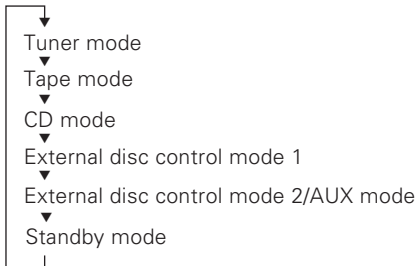 Tuner mode
Tape mode
CD mode
External disc control mode 1
External disc control mode 2/AUX mode
Standby mode